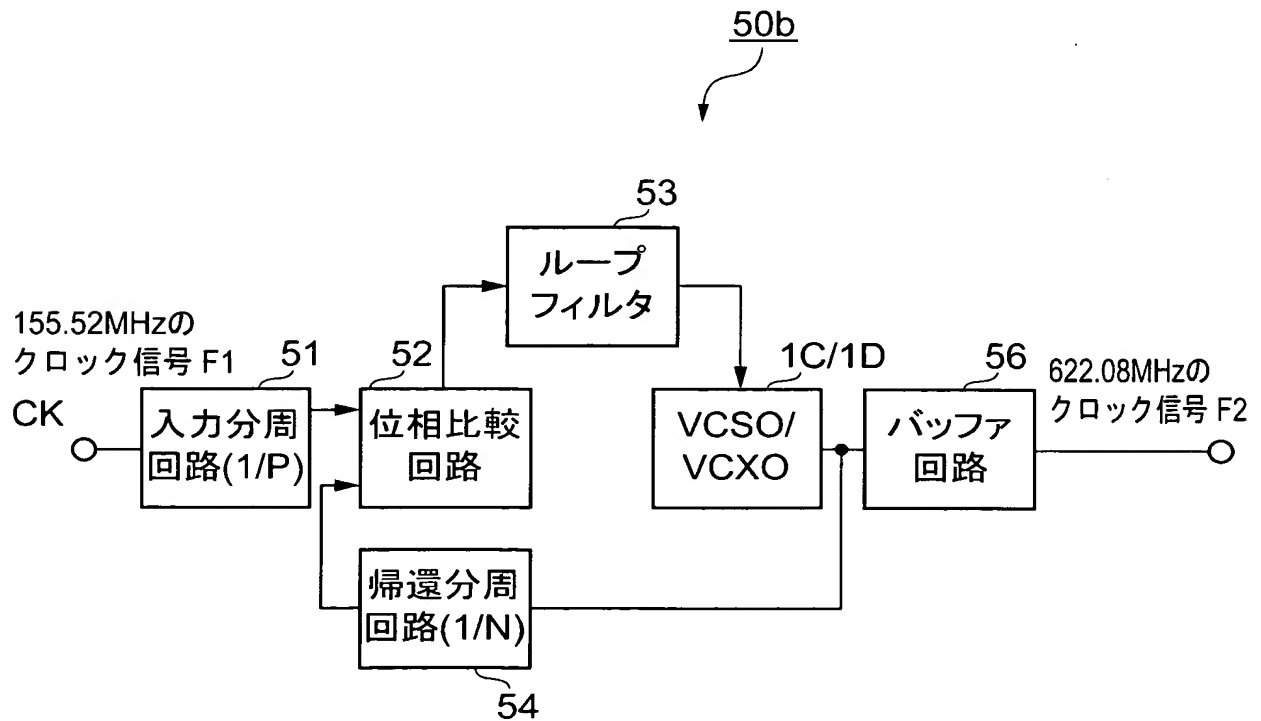 50b
53
ループ
フィルタ
155.52MHzの
クロック信号 F1
CK
51
入力分周
回路(1/P)
52
位相比較
回路
1C/1D
VCSO/
VCXO
56
バッファ
回路
622.08MHzの
クロック信号 F2
帰還分周
回路(1/N)
54